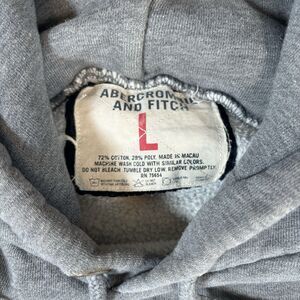 ABERCROMBIE
AND FITCH
L
72% COTTON, 28% POLY. MADE IN MACAU
MACHINE WASH COLD WITH SIMILAR COLORS.
DO NOT BLEACH. TUMBLE DRY LOW. REMOVE PROMPTLY.
RN 75654